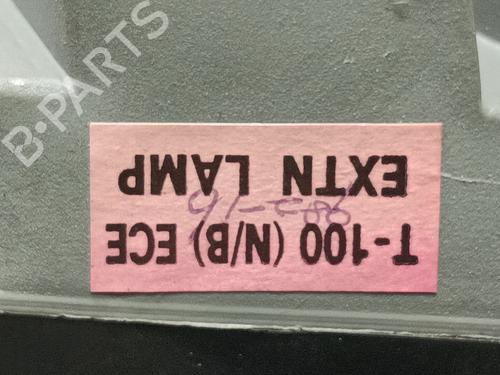 T-100 (N/B) ECE
EXTN LAMP
B-PARTS